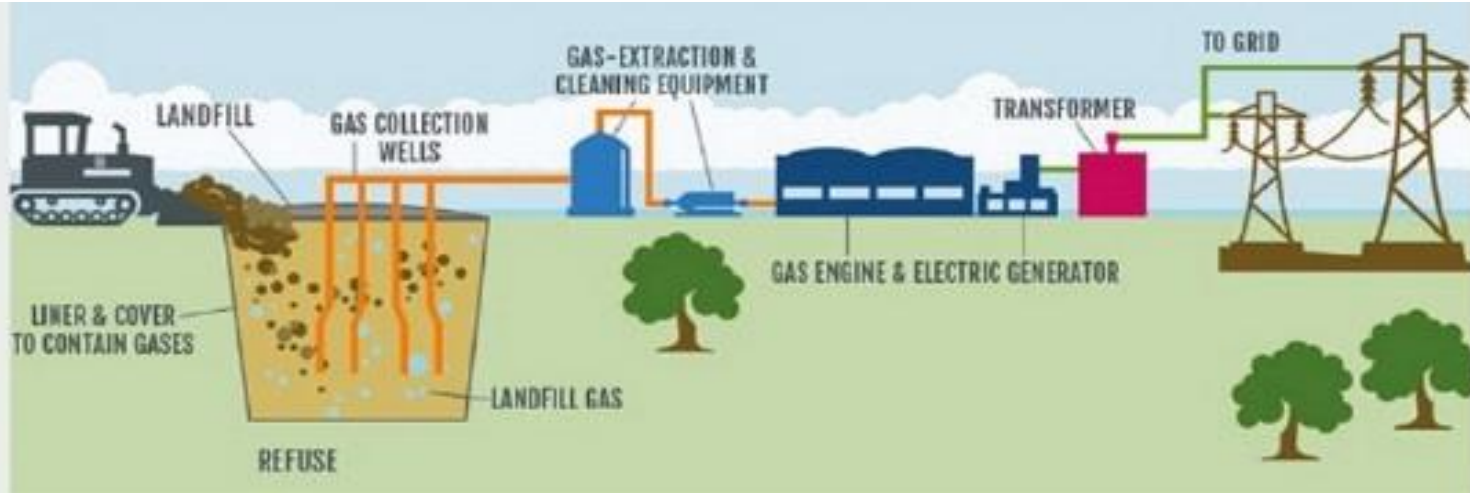 LANDFILL
GAS COLLECTION
WELLS
GAS-EXTRACTION &
CLEANING EQUIPMENT
TRANSFORMER
TO GRID
GAS ENGINE & ELECTRIC GENERATOR
LINER & COVER
TO CONTAIN GASES
LANDFILL GAS
REFUSE